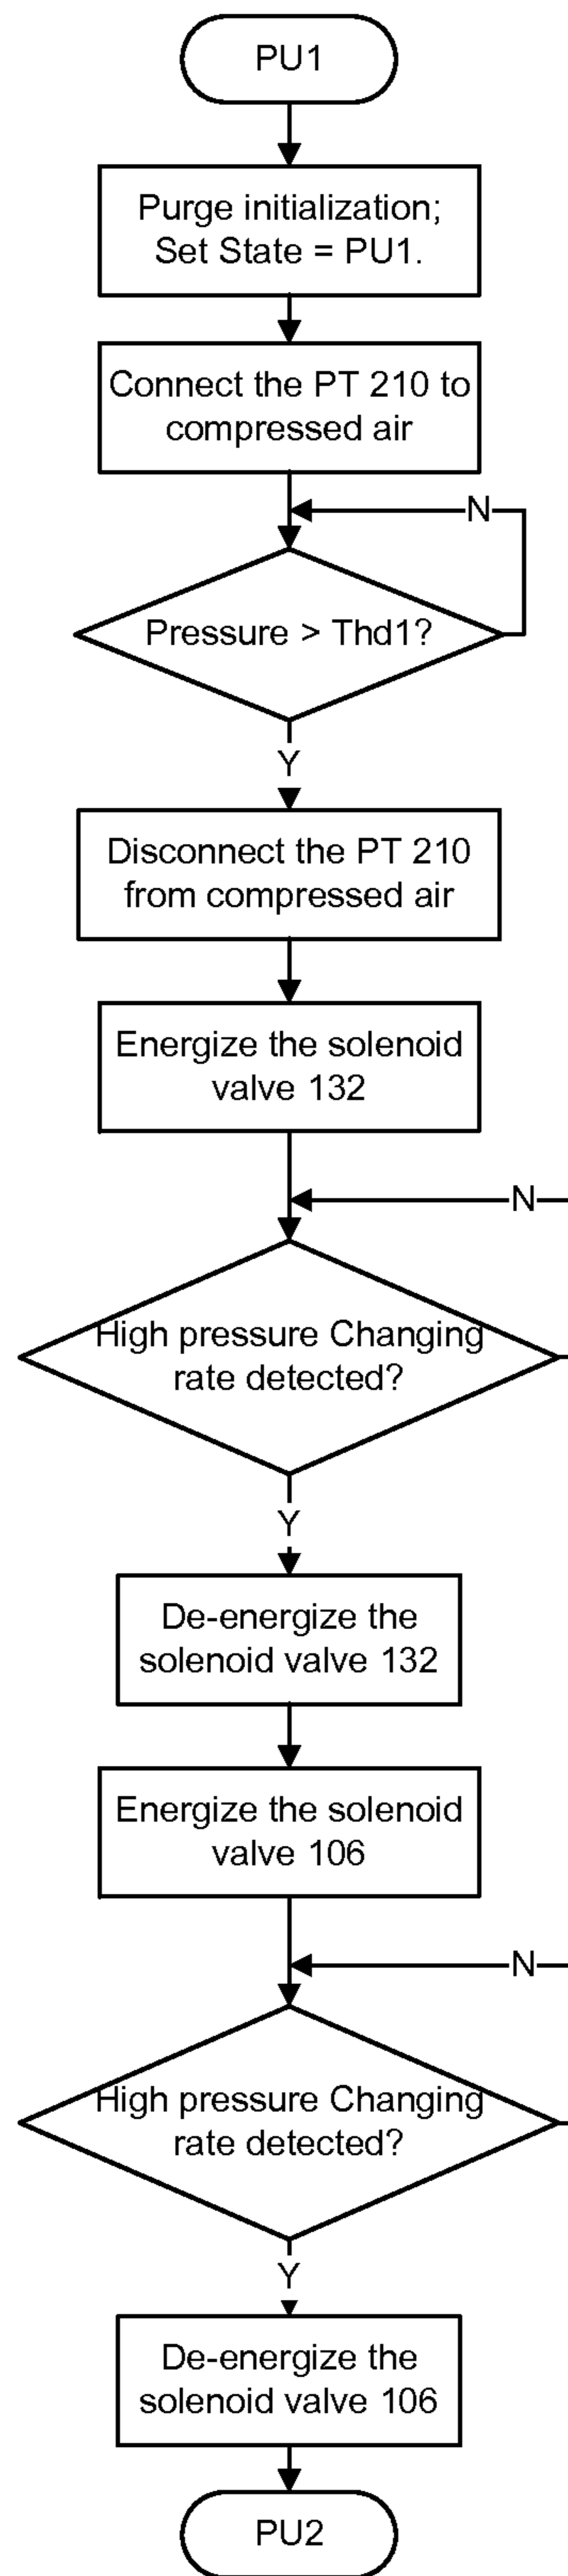 PU1
Purge initialization;
Set State = PU1.
Connect the PT 210 to
compressed air
N
Pressure > Thd1?
Y
Disconnect the PT 210
from compressed air
Energize the solenoid
valve 132
N
High pressure Changing
rate detected?
Y
De-energize the
solenoid valve 132
Energize the solenoid
valve 106
N
High pressure Changing
rate detected?
Y
De-energize the
solenoid valve 106
PU2